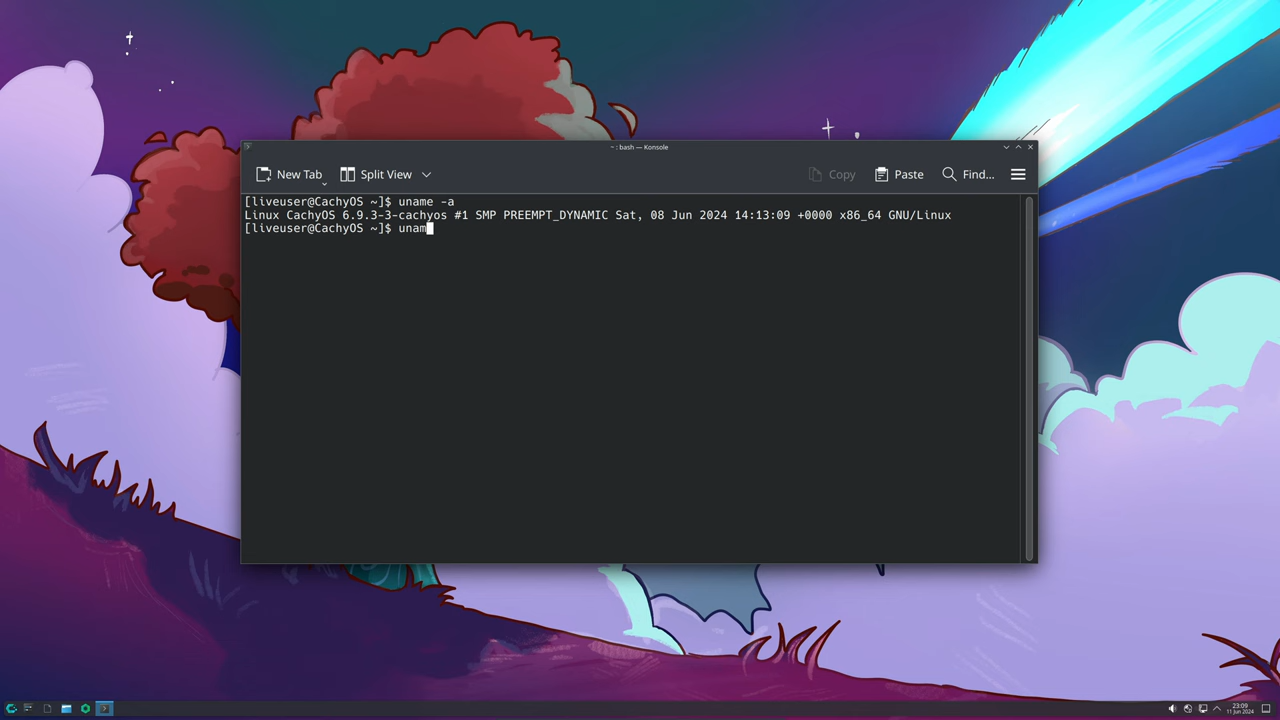 ~ : bash — Konsole
New Tab Split View Copy Paste Find...
[liveuser@CachyOS ~]$ uname -a
Linux CachyOS 6.9.3-3-cachyos #1 SMP PREEMPT_DYNAMIC Sat, 08 Jun 2024 14:13:09 +0000 x86_64 GNU/Linux
[liveuser@CachyOS ~]$ unam
23:09
11 Jun 2024